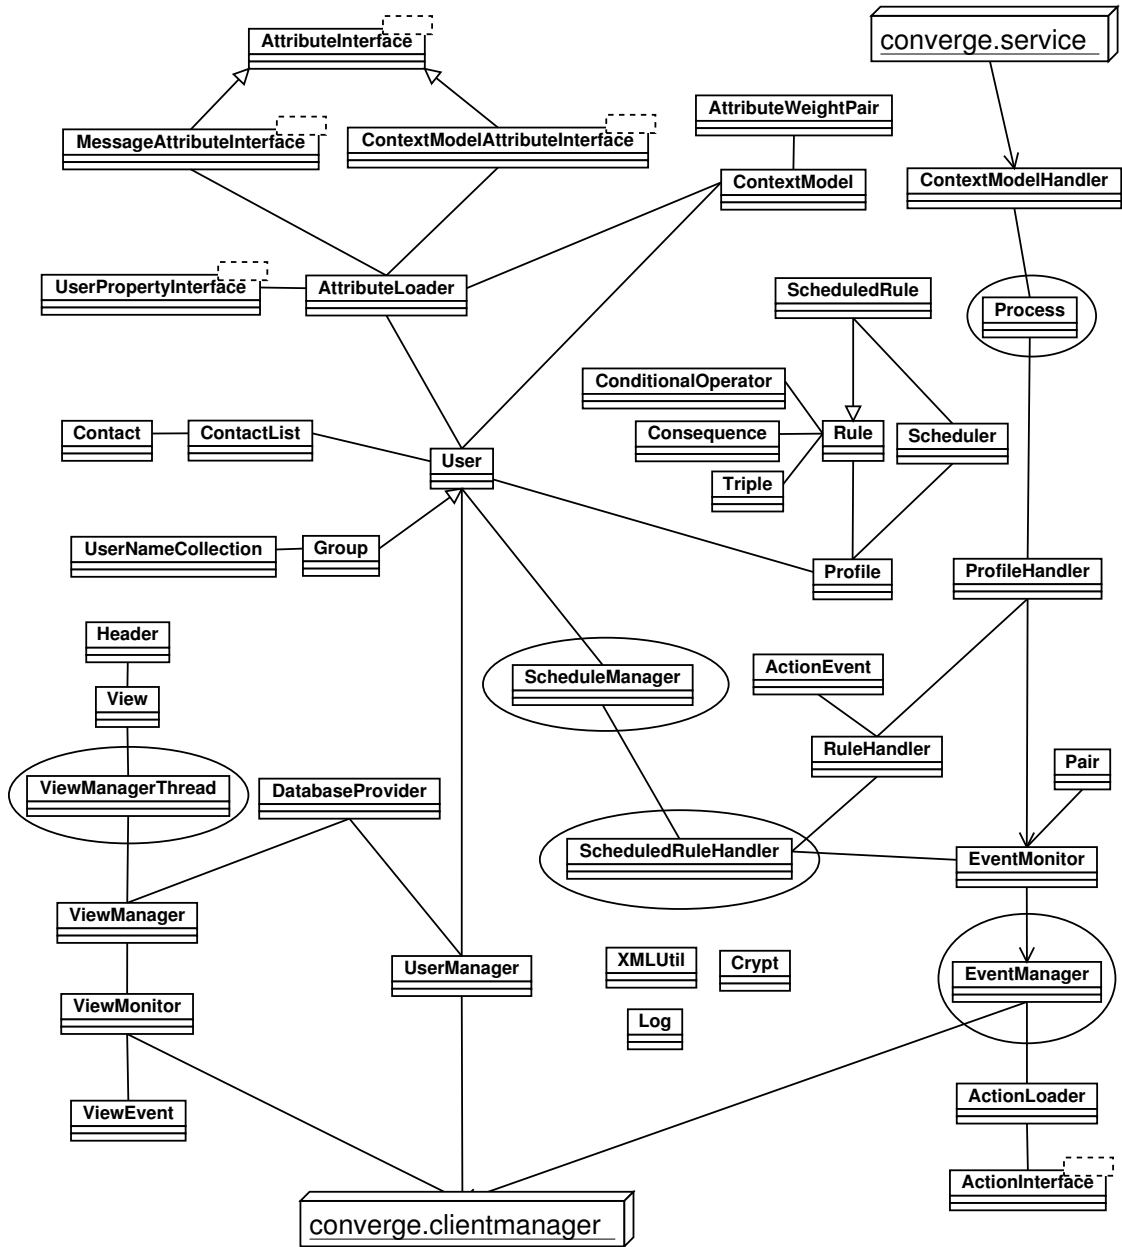 AttributeInterface
converge.service
AttributeWeightPair
MessageAttributeInterface
ContextModelAttributeInterface
ContextModel
ContextModelHandler
UserPropertyInterface
AttributeLoader
ScheduledRule
Process
ConditionalOperator
Contact
ContactList
Consequence
Rule
Scheduler
User
Triple
UserNameCollection
Group
Profile
ProfileHandler
Header
ScheduleManager
ActionEvent
View
RuleHandler
Pair
ViewManagerThread
DatabaseProvider
ScheduledRuleHandler
EventMonitor
ViewManager
UserManager
XMLUtil
Crypt
EventManager
ViewMonitor
Log
ActionLoader
ViewEvent
ActionInterface
converge.clientmanager